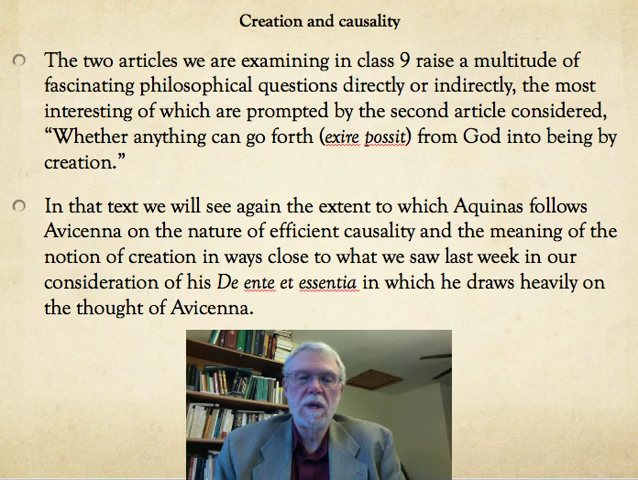 Creation and causality
The two articles we are examining in class 9 raise a multitude of
fascinating philosophical questions directly or indirectly, the most
interesting of which are prompted by the second article considered,
“Whether anything can go forth (exire possit) from God into being by
creation.”
In that text we will see again the extent to which Aquinas follows
Avicenna on the nature of efficient causality and the meaning of the
notion of creation in ways close to what we saw last week in our
consideration of his De ente et essentia in which he draws heavily on
the thought of Avicenna.